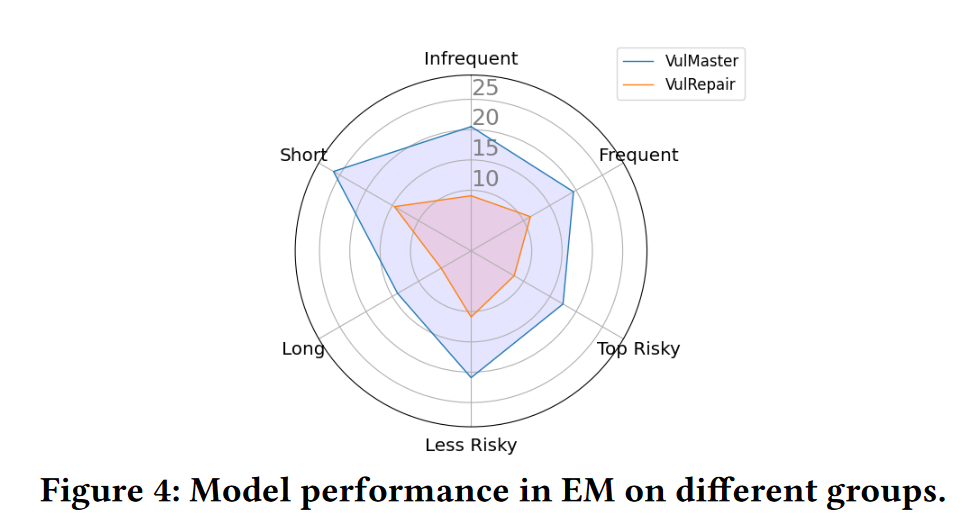 Infrequent
VulMaster
VulRepair
25
20
15
10
Short
Frequent
Long
Top Risky
Less Risky
Figure 4: Model performance in EM on different groups.